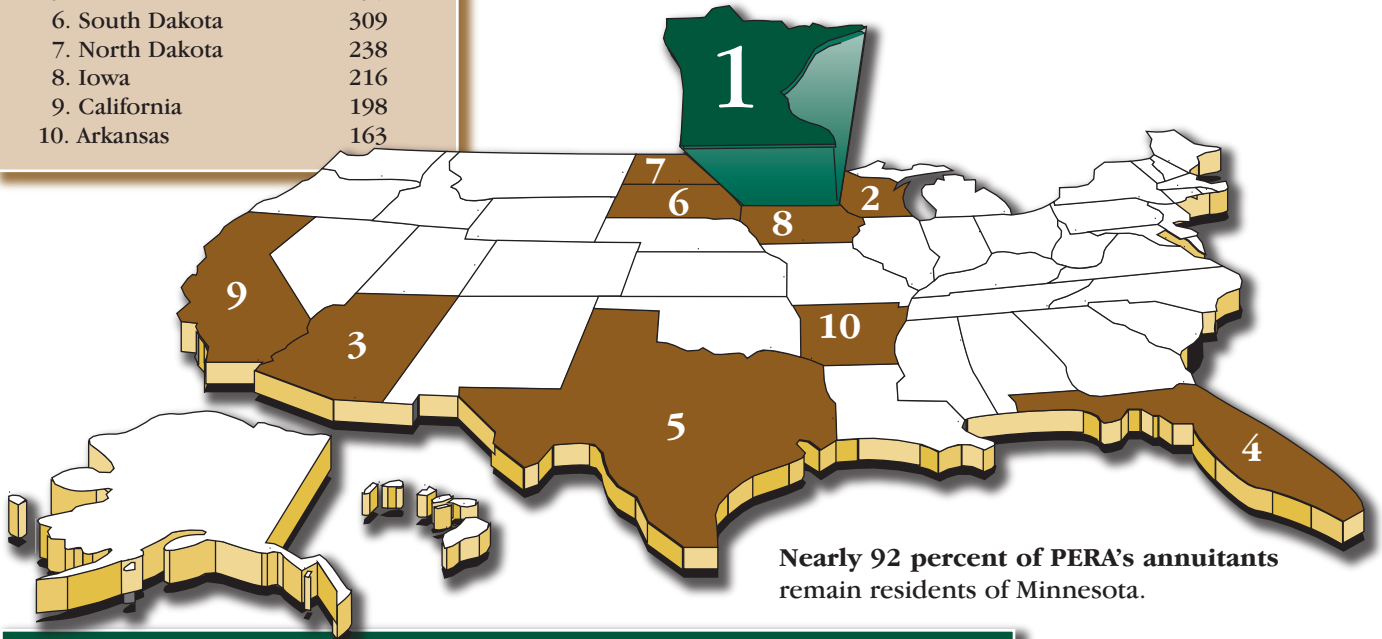 6. South Dakota 309
7. North Dakota 238
8. Iowa 216
9. California 198
10. Arkansas 163
1
7
6
8
2
9
3
10
5
4
Nearly 92 percent of PERA's annuitants
remain residents of Minnesota.